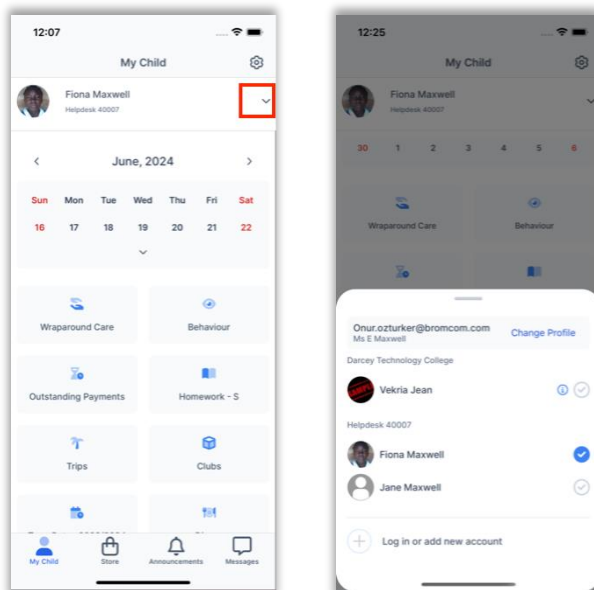 12:07
My Child
Fiona Maxwell
Helpdesk 40007
June, 2024
Sun Mon Tue Wed Thu Fri Sat
16 17 18 19 20 21 22
Wraparound Care
Behaviour
Outstanding Payments
Homework - S
Trips
Clubs
My Child
Store
Announcements
Messages
12:25
My Child
Fiona Maxwell
Helpdesk 40007
30 1 2 3 4 5 6
Wraparound Care
Behaviour
Onur.ozturker@bromcom.com
Ms E Maxwell
Change Profile
Darcey Technology College
Vekria Jean
Helpdesk 40007
Fiona Maxwell
Jane Maxwell
Log in or add new account